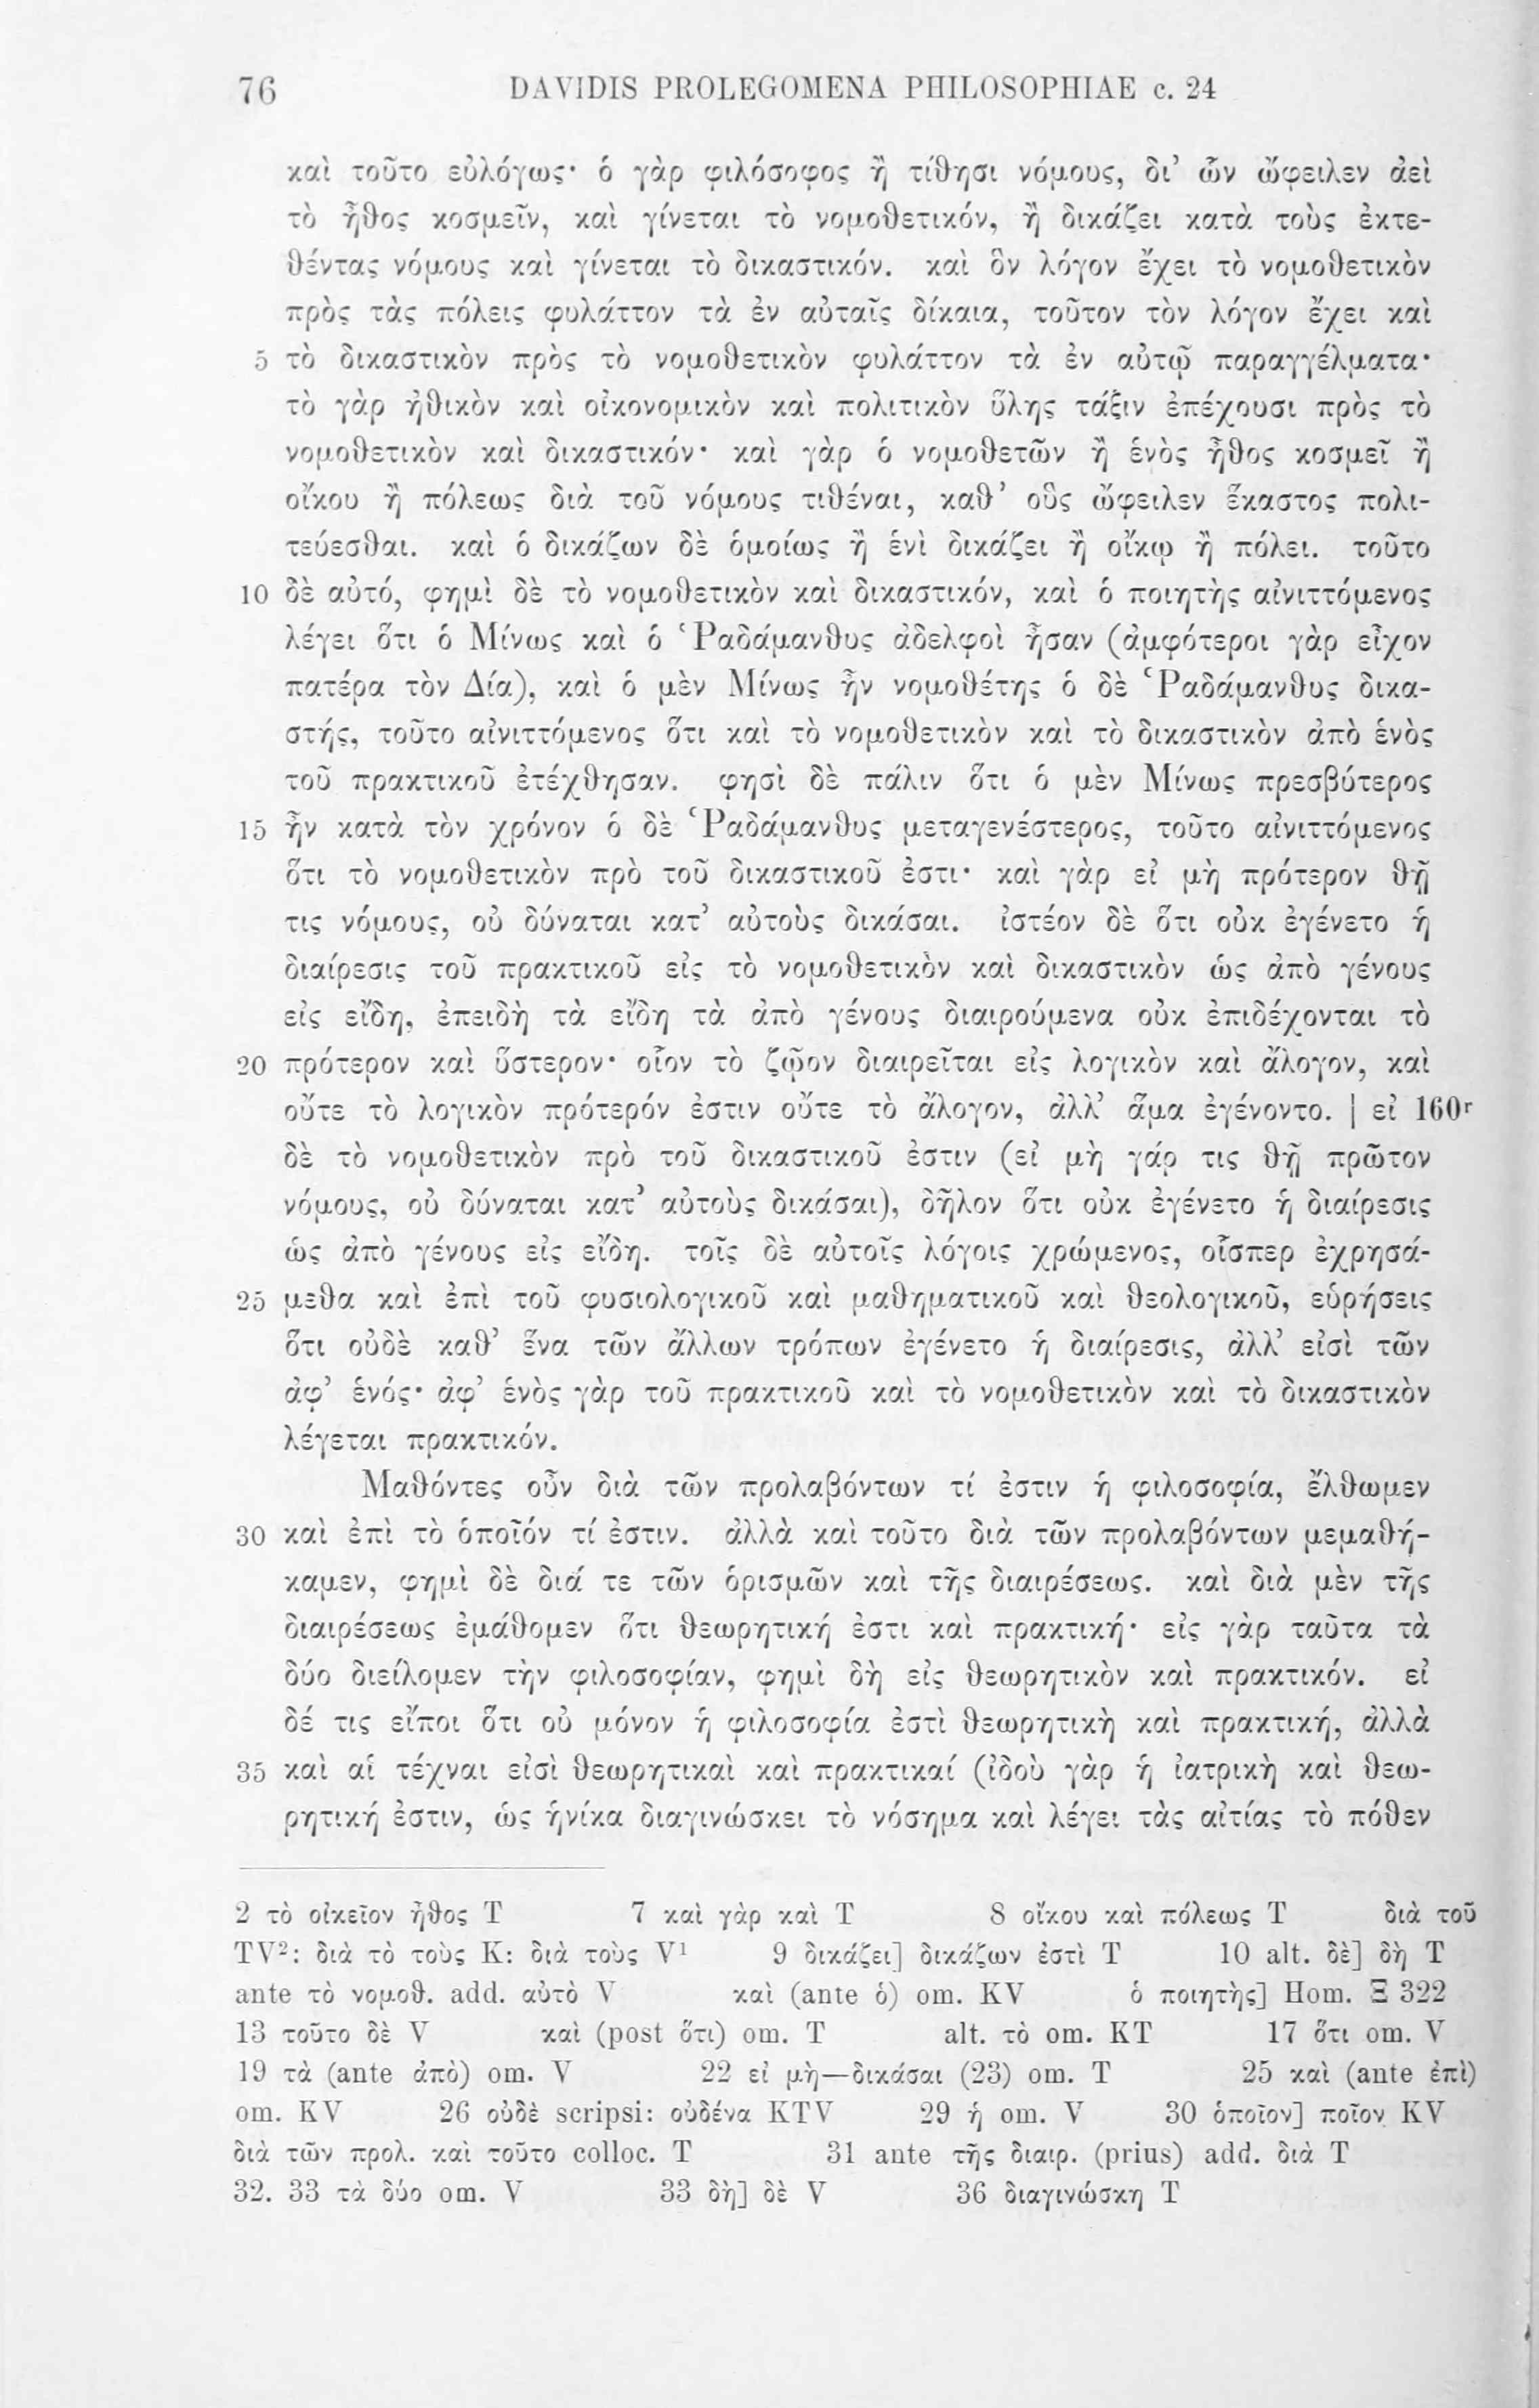 76 DAVIDIS PROLEGOMENA PHILOSOPHIAE c. 24
καὶ τοῦτο εὐλόγως· ὁ γὰρ φιλόσοφος ἢ τίθησι νόμους, δι’ ὧν ὤφειλεν ἀεὶ
τὸ ἦθος κοσμεῖν, καὶ γίνεται τὸ νομοθετικόν, ἢ δικάζει κατὰ τοὺς ἐκτε-
θέντας νόμους καὶ γίνεται τὸ δικαστικόν. καὶ ὃν λόγον ἔχει τὸ νομοθετικὸν
πρὸς τὰς πόλεις φυλάττον τὰ ἐν αὐταῖς δίκαια, τοῦτον τὸν λόγον ἔχει καὶ
5 τὸ δικαστικὸν πρὸς τὸ νομοθετικὸν φυλάττον τὰ ἐν αὐτῷ παραγγέλματα·
τὸ γὰρ ἠθικὸν καὶ οἰκονομικὸν καὶ πολιτικὸν ὕλης τάξιν ἐπέχουσι πρὸς τὸ
νομοθετικὸν καὶ δικαστικόν· καὶ γὰρ ὁ νομοθετῶν ἢ ἑνὸς ἦθος κοσμεῖ ἢ
οἴκου ἢ πόλεως διὰ τοῦ νόμους τιθέναι, καθ’ οὓς ὤφειλεν ἕκαστος πολι-
τεύεσθαι. καὶ ὁ δικάζων δὲ ὁμοίως ἢ ἑνὶ δικάζει ἢ οἴκῳ ἢ πόλει. τοῦτο
10 δὲ αὐτό, φημὶ δὲ τὸ νομοθετικὸν καὶ δικαστικόν, καὶ ὁ ποιητὴς αἰνιττόμενος
λέγει ὅτι ὁ Μίνως καὶ ὁ Ῥαδάμανθυς ἀδελφοὶ ἦσαν (ἀμφότεροι γὰρ εἶχον
πατέρα τὸν Δία), καὶ ὁ μὲν Μίνως ἦν νομοθέτης ὁ δὲ Ῥαδάμανθυς δικα-
στής, τοῦτο αἰνιττόμενος ὅτι καὶ τὸ νομοθετικὸν καὶ τὸ δικαστικὸν ἀπὸ ἑνὸς
τοῦ πρακτικοῦ ἐτέχθησαν. φησὶ δὲ πάλιν ὅτι ὁ μὲν Μίνως πρεσβύτερος
15 ἦν κατὰ τὸν χρόνον ὁ δὲ Ῥαδάμανθυς μεταγενέστερος, τοῦτο αἰνιττόμενος
ὅτι τὸ νομοθετικὸν πρὸ τοῦ δικαστικοῦ ἐστι· καὶ γὰρ εἰ μὴ πρότερον θῇ
τις νόμους, οὐ δύναται κατ’ αὐτοὺς δικάσαι. ἰστέον δὲ ὅτι οὐκ ἐγένετο ἡ
διαίρεσις τοῦ πρακτικοῦ εἰς τὸ νομοθετικὸν καὶ δικαστικὸν ὡς ἀπὸ γένους
εἰς εἴδη, ἐπειδὴ τὰ εἴδη τὰ ἀπὸ γένους διαιρούμενα οὐκ ἐπιδέχονται τὸ
20 πρότερον καὶ ὕστερον· οἷον τὸ ζῷον διαιρεῖται εἰς λογικὸν καὶ ἄλογον, καὶ
οὔτε τὸ λογικὸν πρότερόν ἐστιν οὔτε τὸ ἄλογον, ἀλλ’ ἅμα ἐγένοντο. | εἰ 160r
δὲ τὸ νομοθετικὸν πρὸ τοῦ δικαστικοῦ ἐστιν (εἰ μὴ γάρ τις θῇ πρῶτον
νόμους, οὐ δύναται κατ’ αὐτοὺς δικάσαι), δῆλον ὅτι οὐκ ἐγένετο ἡ διαίρεσις
ὡς ἀπὸ γένους εἰς εἴδη. τοῖς δὲ αὐτοῖς λόγοις χρώμενος, οἷσπερ ἐχρησά-
25 μεθα καὶ ἐπὶ τοῦ φυσιολογικοῦ καὶ μαθηματικοῦ καὶ θεολογικοῦ, εὑρήσεις
ὅτι οὐδὲ καθ’ ἕνα τῶν ἄλλων τρόπων ἐγένετο ἡ διαίρεσις, ἀλλ’ εἰσὶ τῶν
ἀφ’ ἑνός· ἀφ’ ἑνὸς γὰρ τοῦ πρακτικοῦ καὶ τὸ νομοθετικὸν καὶ τὸ δικαστικὸν
λέγεται πρακτικόν.
Μαθόντες οὖν διὰ τῶν προλαβόντων τί ἐστιν ἡ φιλοσοφία, ἔλθωμεν
30 καὶ ἐπὶ τὸ ὁποῖόν τί ἐστιν. ἀλλὰ καὶ τοῦτο διὰ τῶν προλαβόντων μεμαθή-
καμεν, φημὶ δὲ διά τε τῶν ὁρισμῶν καὶ τῆς διαιρέσεως. καὶ διὰ μὲν τῆς
διαιρέσεως ἐμάθομεν ὅτι θεωρητική ἐστι καὶ πρακτική· εἰς γὰρ ταῦτα τὰ
δύο διείλομεν τὴν φιλοσοφίαν, φημὶ δὴ εἰς θεωρητικὸν καὶ πρακτικόν. εἰ
δέ τις εἴποι ὅτι οὐ μόνον ἡ φιλοσοφία ἐστὶ θεωρητικὴ καὶ πρακτική, ἀλλὰ
35 καὶ αἱ τέχναι εἰσὶ θεωρητικαὶ καὶ πρακτικαί (ἰδοὺ γὰρ ἡ ἰατρικὴ καὶ θεω-
ρητική ἐστιν, ὡς ἡνίκα διαγινώσκει τὸ νόσημα καὶ λέγει τὰς αἰτίας τὸ πόθεν
2 τὸ οἰκεῖον ἦθος T 7 καὶ γὰρ καὶ T 8 οἴκου καὶ πόλεως T διὰ τοῦ
TV²: διὰ τὸ τοὺς K: διὰ τοὺς V¹ 9 δικάζει] δικάζων ἐστὶ T 10 alt. δὲ] δὴ T
ante τὸ νομοθ. add. αὐτὸ V καὶ (ante ὁ) om. KV ὁ ποιητὴς] Hom. Ξ 322
13 τοῦτο δὲ V καὶ (post ὅτι) om. T alt. τὸ om. KT 17 ὅτι om. V
19 τὰ (ante ἀπὸ) om. V 22 εἰ μὴ—δικάσαι (23) om. T 25 καὶ (ante ἐπὶ)
om. KV 26 οὐδὲ scripsi: οὐδένα KTV 29 ἡ om. V 30 ὁποῖον] ποῖον KV
διὰ τῶν προλ. καὶ τοῦτο colloc. T 31 ante τῆς διαιρ. (prius) add. διὰ T
32. 33 τὰ δύο om. V 33 δὴ] δὲ V 36 διαγινώσκῃ T